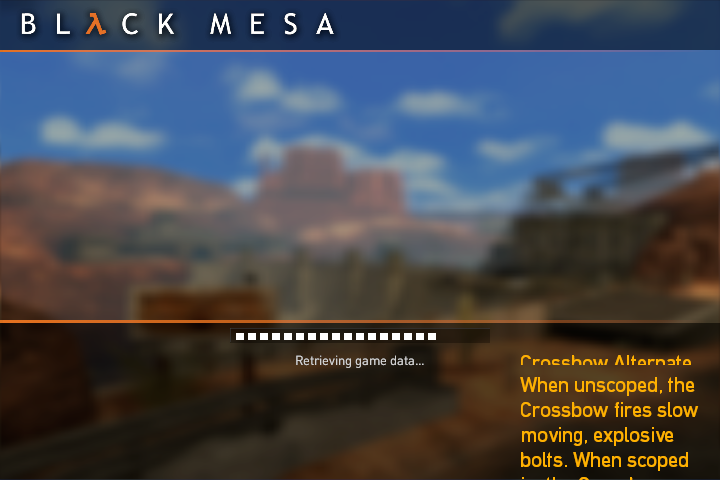 BLλCK MESA
Retrieving game data...
Crossbow Alternate
When unscoped, the
Crossbow fires slow
moving, explosive
bolts. When scoped